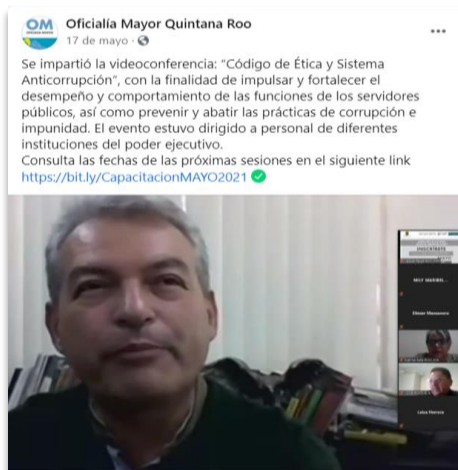 OM
Oficialía Mayor Quintana Roo
17 de mayo ·
Se impartió la videoconferencia: "Código de Ética y Sistema
Anticorrupción", con la finalidad de impulsar y fortalecer el
desempeño y comportamiento de las funciones de los servidores
públicos, así como prevenir y abatir las prácticas de corrupción e
impunidad. El evento estuvo dirigido a personal de diferentes
instituciones del poder ejecutivo.
Consulta las fechas de las próximas sesiones en el siguiente link
https://bit.ly/CapacitacionMAYO2021